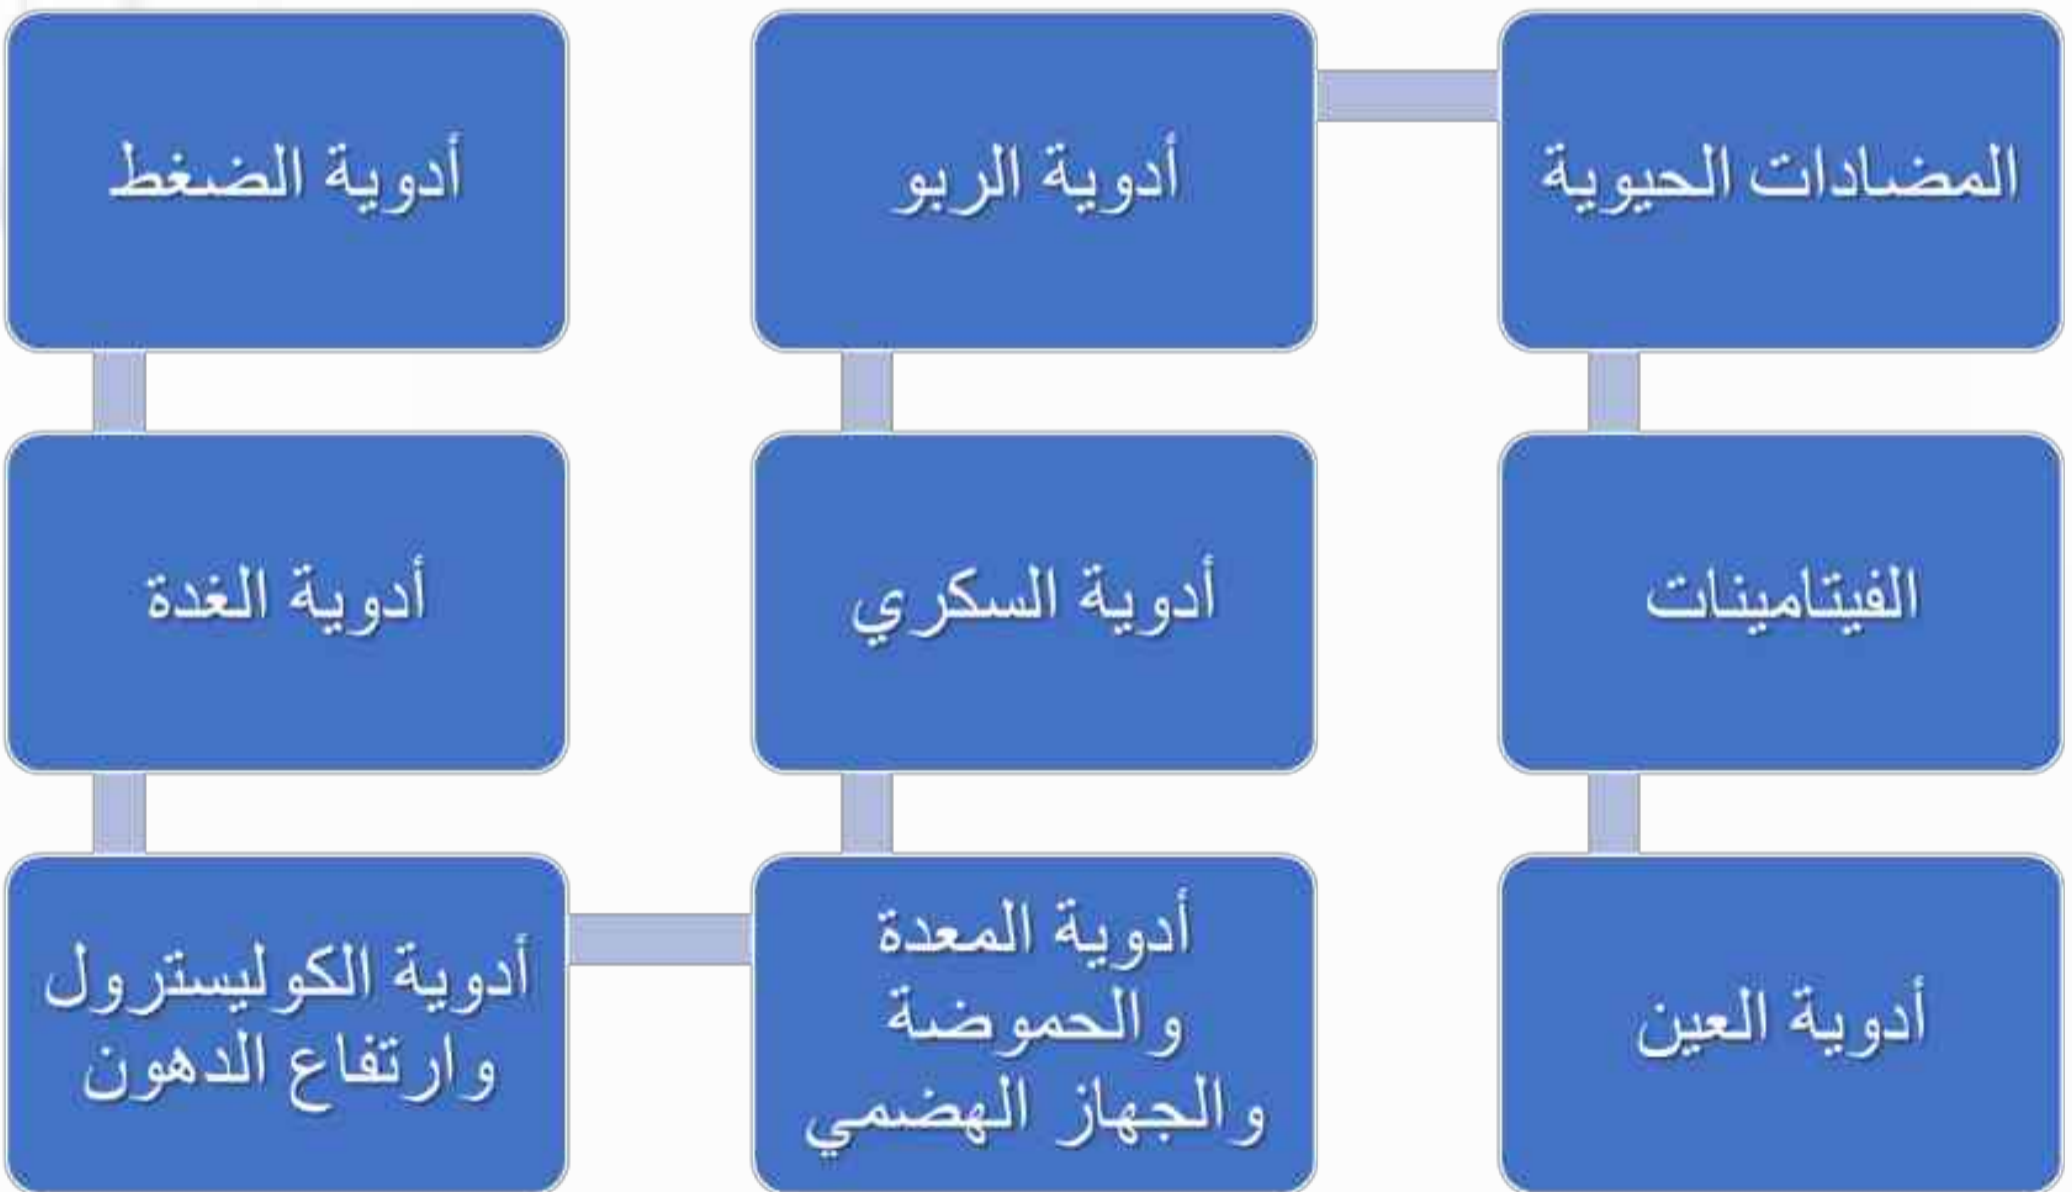 أدوية الضغط
أدوية الغدة
أدوية الكوليسترول
وارتفاع الدهون
أدوية المعدة
والحموضة
والجهاز الهضمي
أدوية السكري
أدوية الربو
المضادات الحيوية
الفيتامينات
أدوية العين